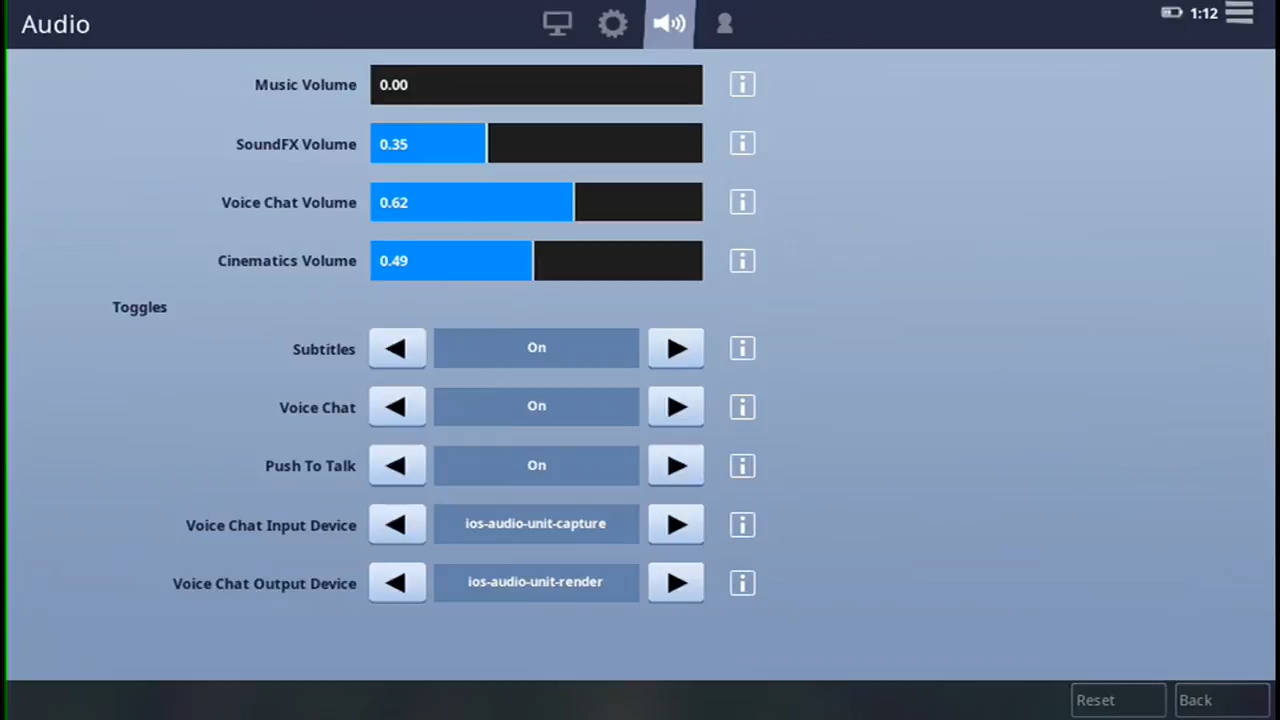 Audio
1:12
Music Volume 0.00
SoundFX Volume 0.35
Voice Chat Volume 0.62
Cinematics Volume 0.49
Toggles
Subtitles On
Voice Chat On
Push To Talk On
Voice Chat Input Device ios-audio-unit-capture
Voice Chat Output Device ios-audio-unit-render
Reset Back